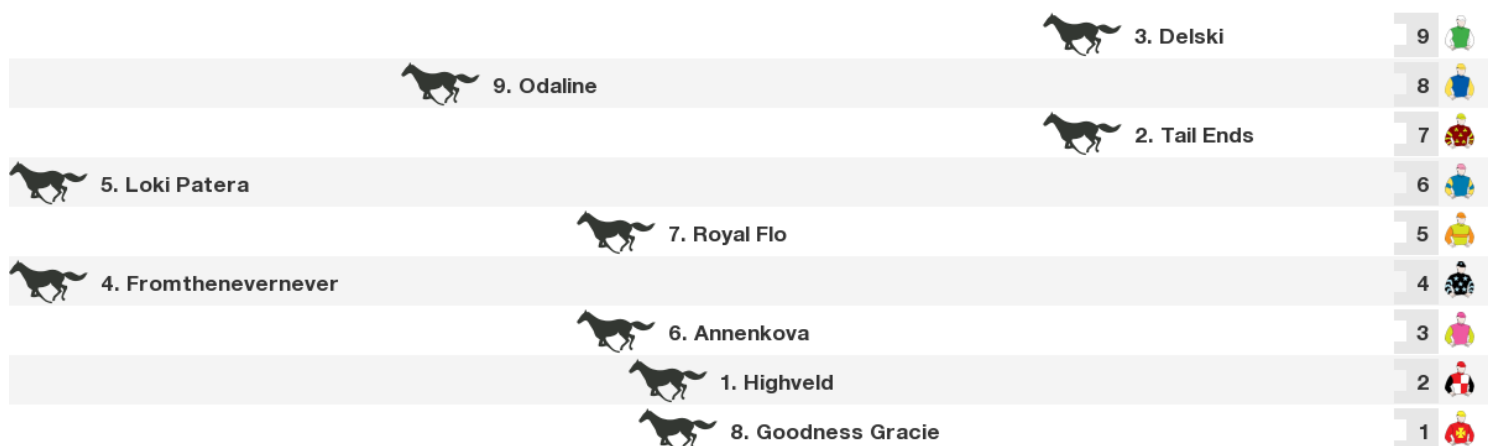 3. Delski 9
9. Odaline 8
2. Tail Ends 7
5. Loki Patera 6
7. Royal Flo 5
4. Fromthenevernever 4
6. Annenkova 3
1. Highveld 2
8. Goodness Gracie 1